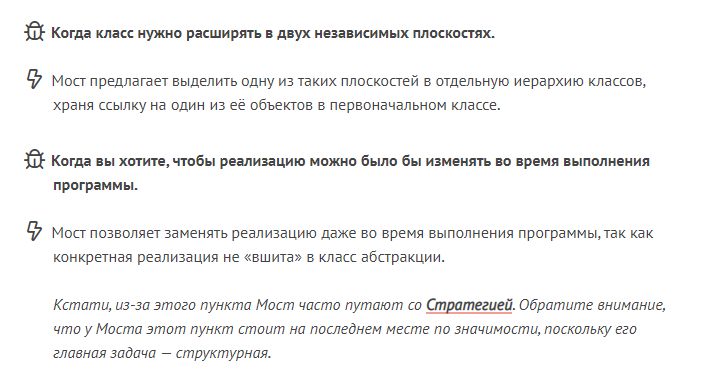 Когда класс нужно расширять в двух независимых плоскостях.
Мост предлагает выделить одну из таких плоскостей в отдельную иерархию классов,
храня ссылку на один из её объектов в первоначальном классе.
Когда вы хотите, чтобы реализацию можно было бы изменять во время выполнения
программы.
Мост позволяет заменять реализацию даже во время выполнения программы, так как
конкретная реализация не «вшита» в класс абстракции.
Кстати, из-за этого пункта Мост часто путают со Стратегией. Обратите внимание,
что у Моста этот пункт стоит на последнем месте по значимости, поскольку его
главная задача — структурная.